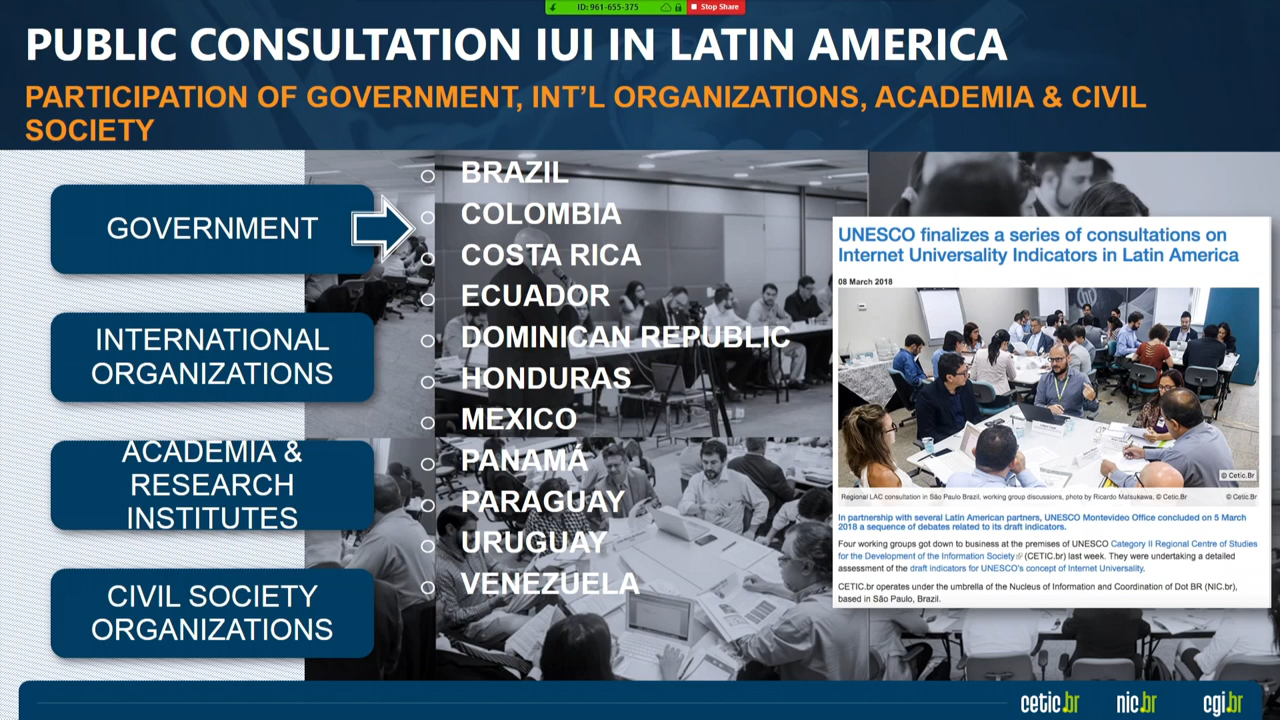 ID: 961-655-375
Stop Share
PUBLIC CONSULTATION IUI IN LATIN AMERICA
PARTICIPATION OF GOVERNMENT, INT'L ORGANIZATIONS, ACADEMIA & CIVIL
SOCIETY
GOVERNMENT
INTERNATIONAL
ORGANIZATIONS
ACADEMIA &
RESEARCH
INSTITUTES
CIVIL SOCIETY
ORGANIZATIONS
BRAZIL
COLOMBIA
COSTA RICA
ECUADOR
DOMINICAN REPUBLIC
HONDURAS
MEXICO
PANAMÁ
PARAGUAY
URUGUAY
VENEZUELA
UNESCO finalizes a series of consultations on
Internet Universality Indicators in Latin America
08 March 2018
© Cetic.Br
Regional LAC consultation in São Paulo Brazil, working group discussions, photo by Ricardo Matsukawa, © Cetic.Br
© Cetic.Br
In partnership with several Latin American partners, UNESCO Montevideo Office concluded on 5 March
2018 a sequence of debates related to its draft indicators.
Four working groups got down to business at the premises of UNESCO Category II Regional Centre of Studies
for the Development of the Information Society (CETIC.br) last week. They were undertaking a detailed
assessment of the draft indicators for UNESCO's concept of Internet Universality.
CETIC.br operates under the umbrella of the Nucleus of Information and Coordination of Dot BR (NIC.br),
based in São Paulo, Brazil.
cetic.br nic.br cgi.br